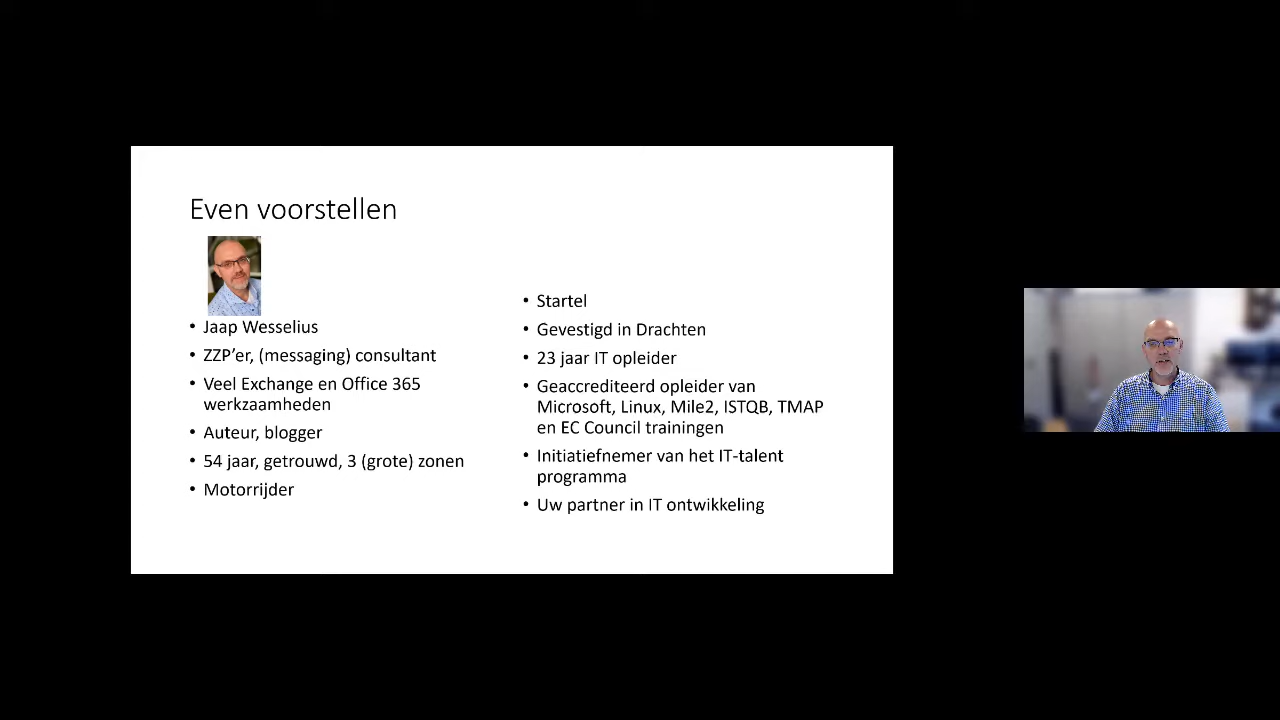 Even voorstellen
• Jaap Wesselius
• ZZP’er, (messaging) consultant
• Veel Exchange en Office 365
werkzaamheden
• Auteur, blogger
• 54 jaar, getrouwd, 3 (grote) zonen
• Motorrijder
• Startel
• Gevestigd in Drachten
• 23 jaar IT opleider
• Geaccrediteerd opleider van
Microsoft, Linux, Mile2, ISTQB, TMAP
en EC Council trainingen
• Initiatiefnemer van het IT-talent
programma
• Uw partner in IT ontwikkeling